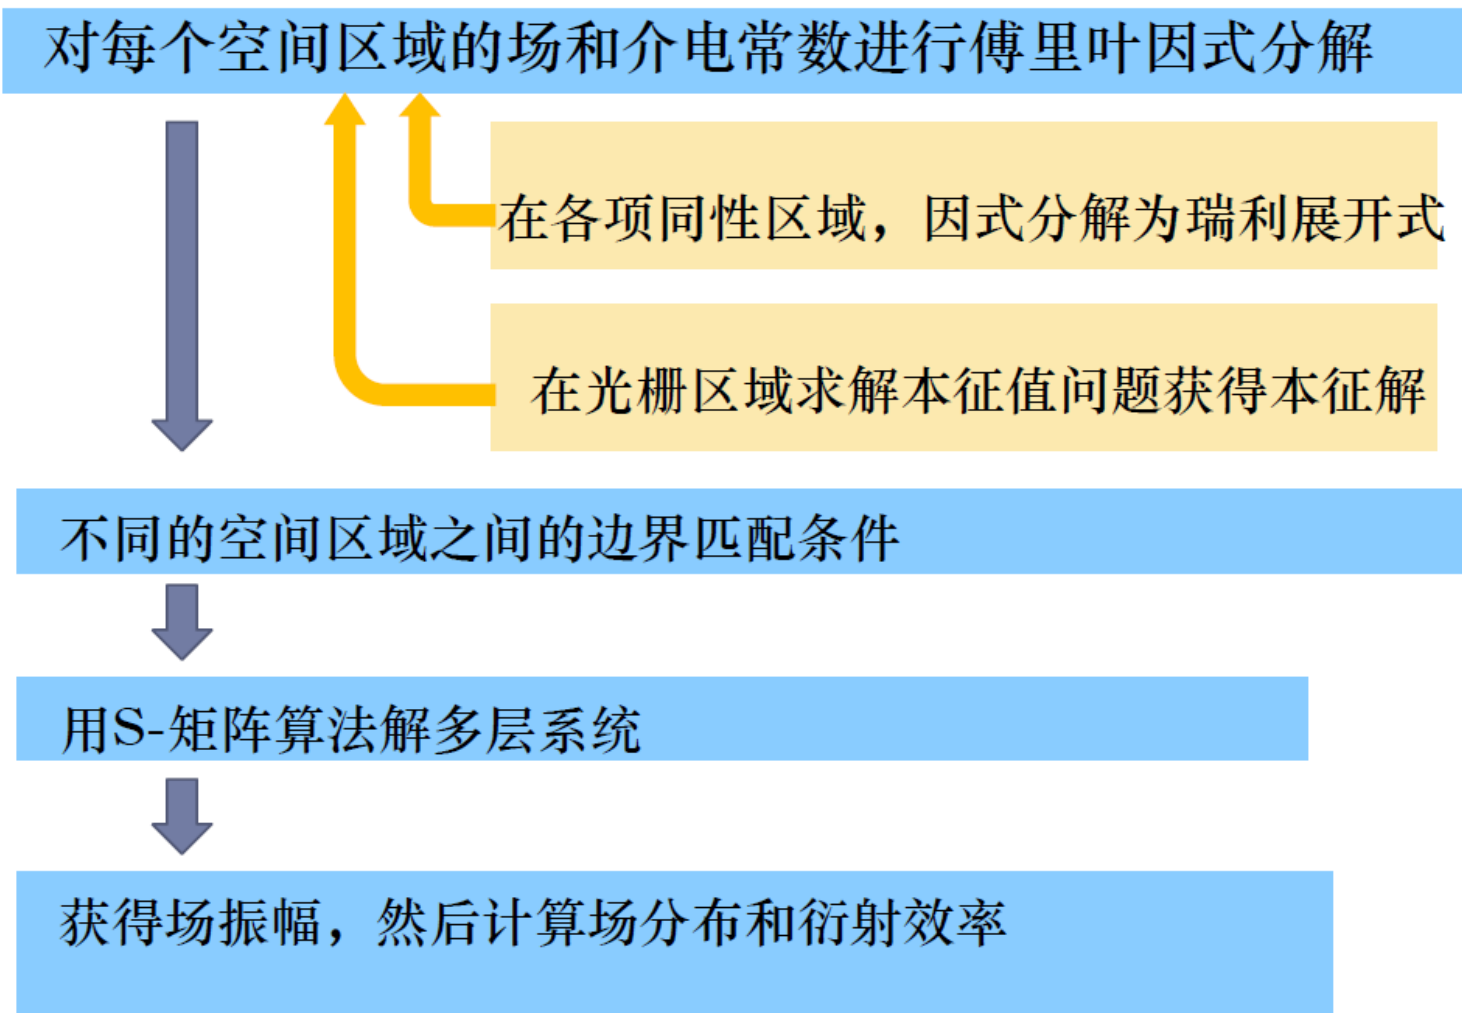 对每个空间区域的场和介电常数进行傅里叶因式分解
在各项同性区域，因式分解为瑞利展开式
在光栅区域求解本征值问题获得本征解
不同的空间区域之间的边界匹配条件
用S-矩阵算法解多层系统
获得场振幅，然后计算场分布和衍射效率